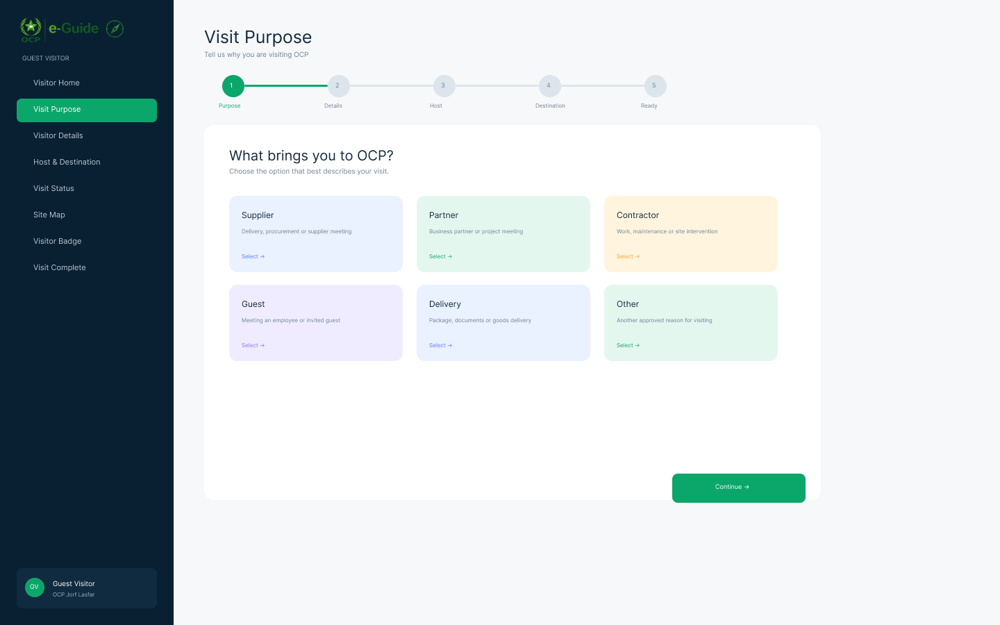 OCP
e-Guide
GUEST VISITOR
Visitor Home
Visit Purpose
Visitor Details
Host & Destination
Visit Status
Site Map
Visitor Badge
Visit Complete
GV
Guest Visitor
OCP Jorf Lasfar
Visit Purpose
Tell us why you are visiting OCP
1 2 3 4 5
Purpose Details Host Destination Ready
What brings you to OCP?
Choose the option that best describes your visit.
Supplier
Delivery, procurement or supplier meeting
Select →
Partner
Business partner or project meeting
Select →
Contractor
Work, maintenance or site intervention
Select →
Guest
Meeting an employee or invited guest
Select →
Delivery
Package, documents or goods delivery
Select →
Other
Another approved reason for visiting
Select →
Continue →